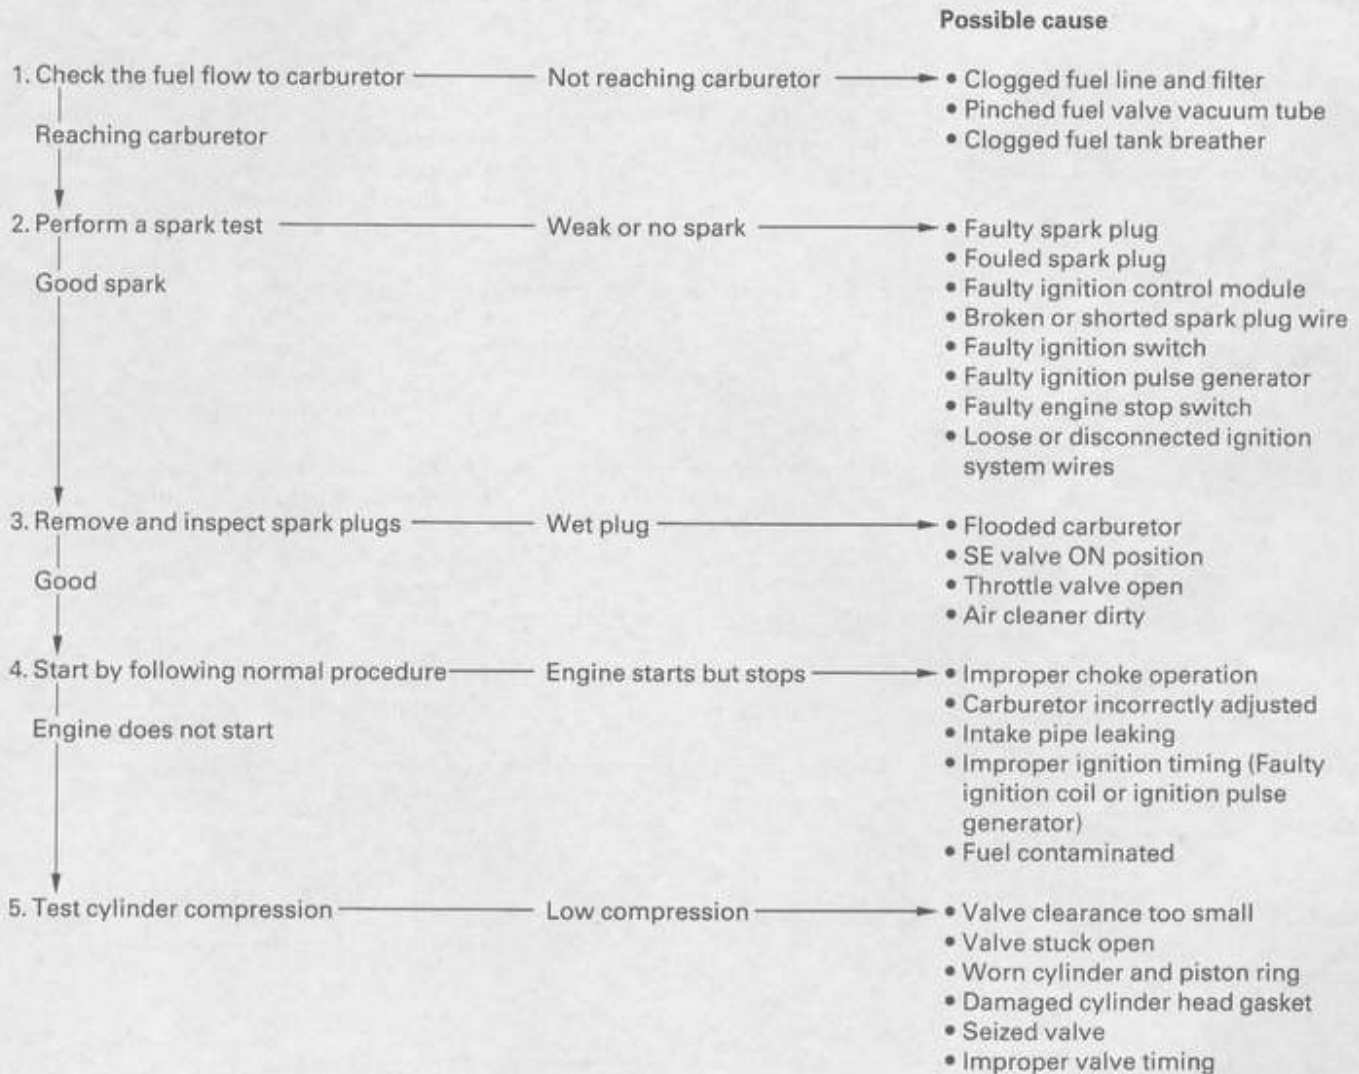 Possible cause
1. Check the fuel flow to carburetor Not reaching carburetor • Clogged fuel line and filter
• Pinched fuel valve vacuum tube
Reaching carburetor • Clogged fuel tank breather
2. Perform a spark test Weak or no spark • Faulty spark plug
• Fouled spark plug
Good spark • Faulty ignition control module
• Broken or shorted spark plug wire
• Faulty ignition switch
• Faulty ignition pulse generator
• Faulty engine stop switch
• Loose or disconnected ignition
system wires
3. Remove and inspect spark plugs Wet plug • Flooded carburetor
• SE valve ON position
Good • Throttle valve open
• Air cleaner dirty
4. Start by following normal procedure Engine starts but stops • Improper choke operation
• Carburetor incorrectly adjusted
Engine does not start • Intake pipe leaking
• Improper ignition timing (Faulty
ignition coil or ignition pulse
generator)
• Fuel contaminated
5. Test cylinder compression Low compression • Valve clearance too small
• Valve stuck open
• Worn cylinder and piston ring
• Damaged cylinder head gasket
• Seized valve
• Improper valve timing